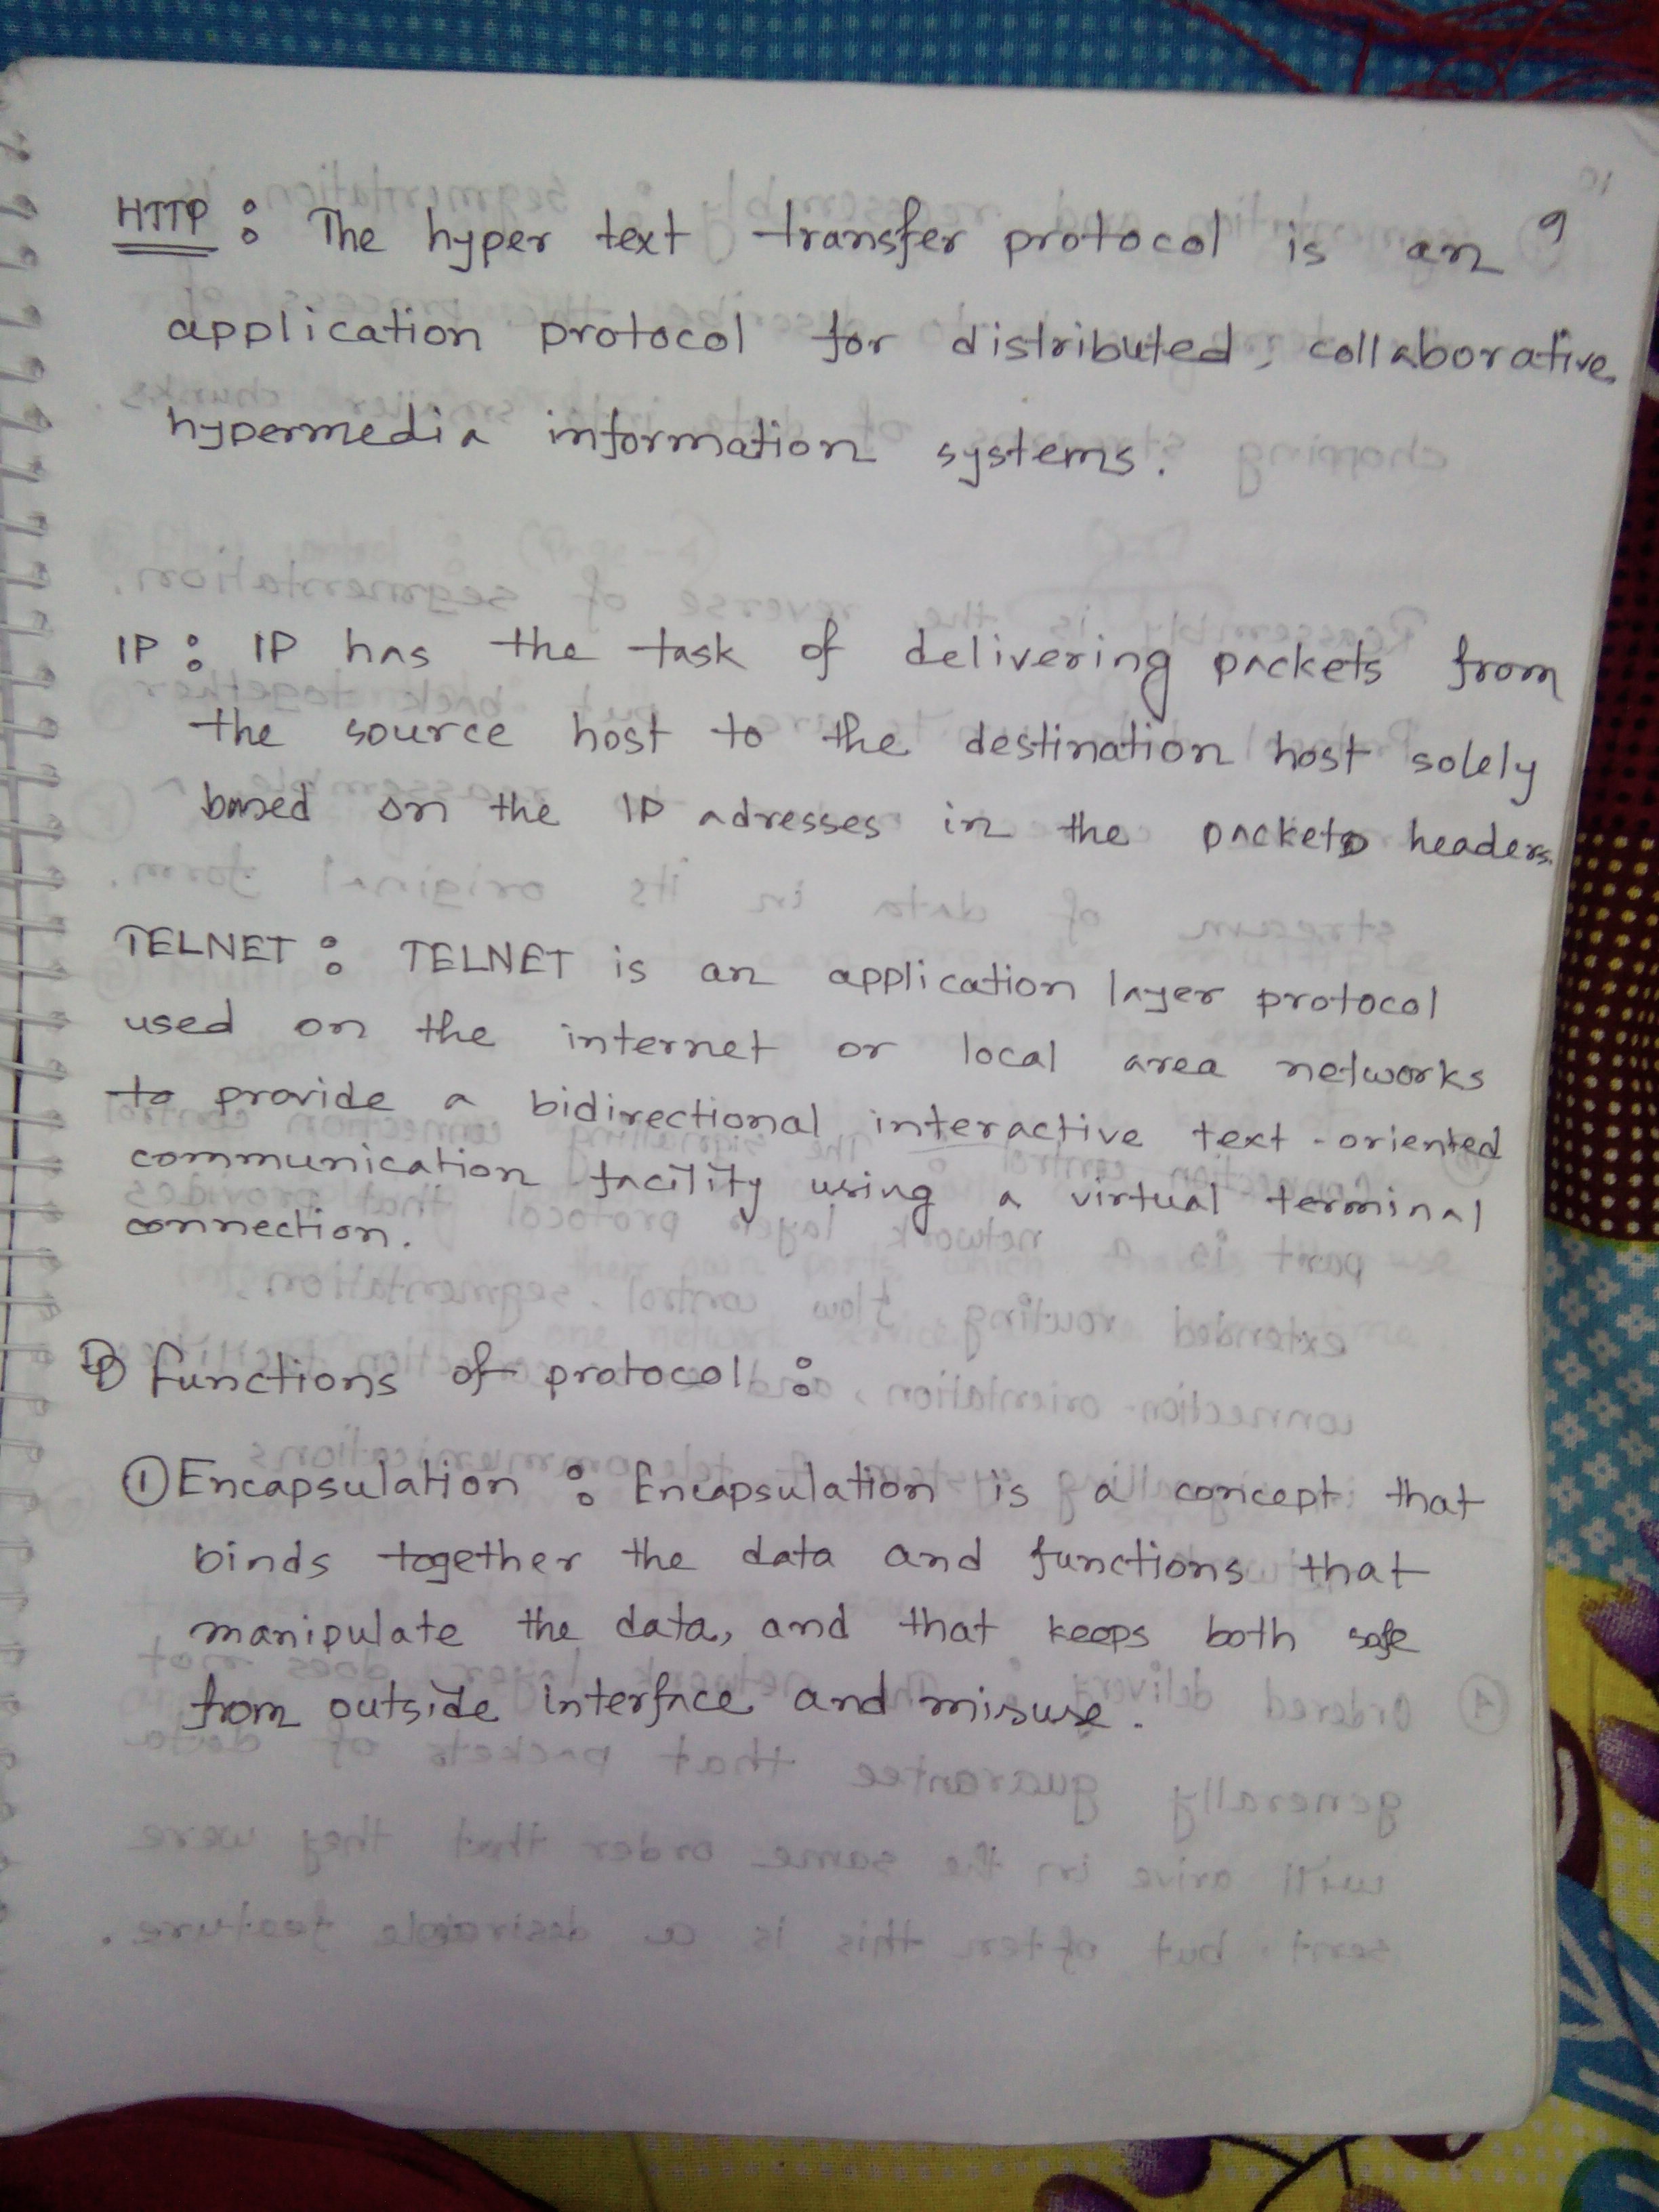 9
HTTP : The hyper text transfer protocol is an
application protocol for distributed, collaborative
hypermedia information systems.
IP : IP has the task of delivering packets from
the source host to the destination host solely
based on the IP adresses in the packet headers.
TELNET : TELNET is an application layer protocol
used on the internet or local area networks
to provide a bidirectional interactive text-oriented
communication facility using a virtual terminal
connection.
functions of protocol :
① Encapsulation : Encapsulation is a concept that
binds together the data and functions that
manipulate the data, and that keeps both safe
from outside interface and misuse.